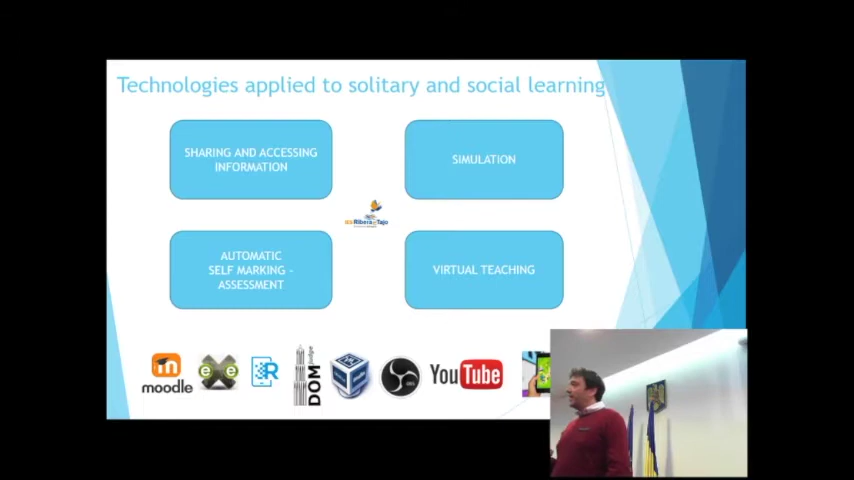 Technologies applied to solitary and social learning
SHARING AND ACCESSING
INFORMATION
SIMULATION
AUTOMATIC
SELF MARKING –
ASSESSMENT
VIRTUAL TEACHING
moodle
eXe
R
DOM
YouTube